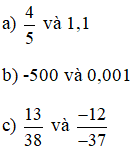 a) 4/5 và 1,1
b) -500 và 0,001
c) 13/38 và -12/-37